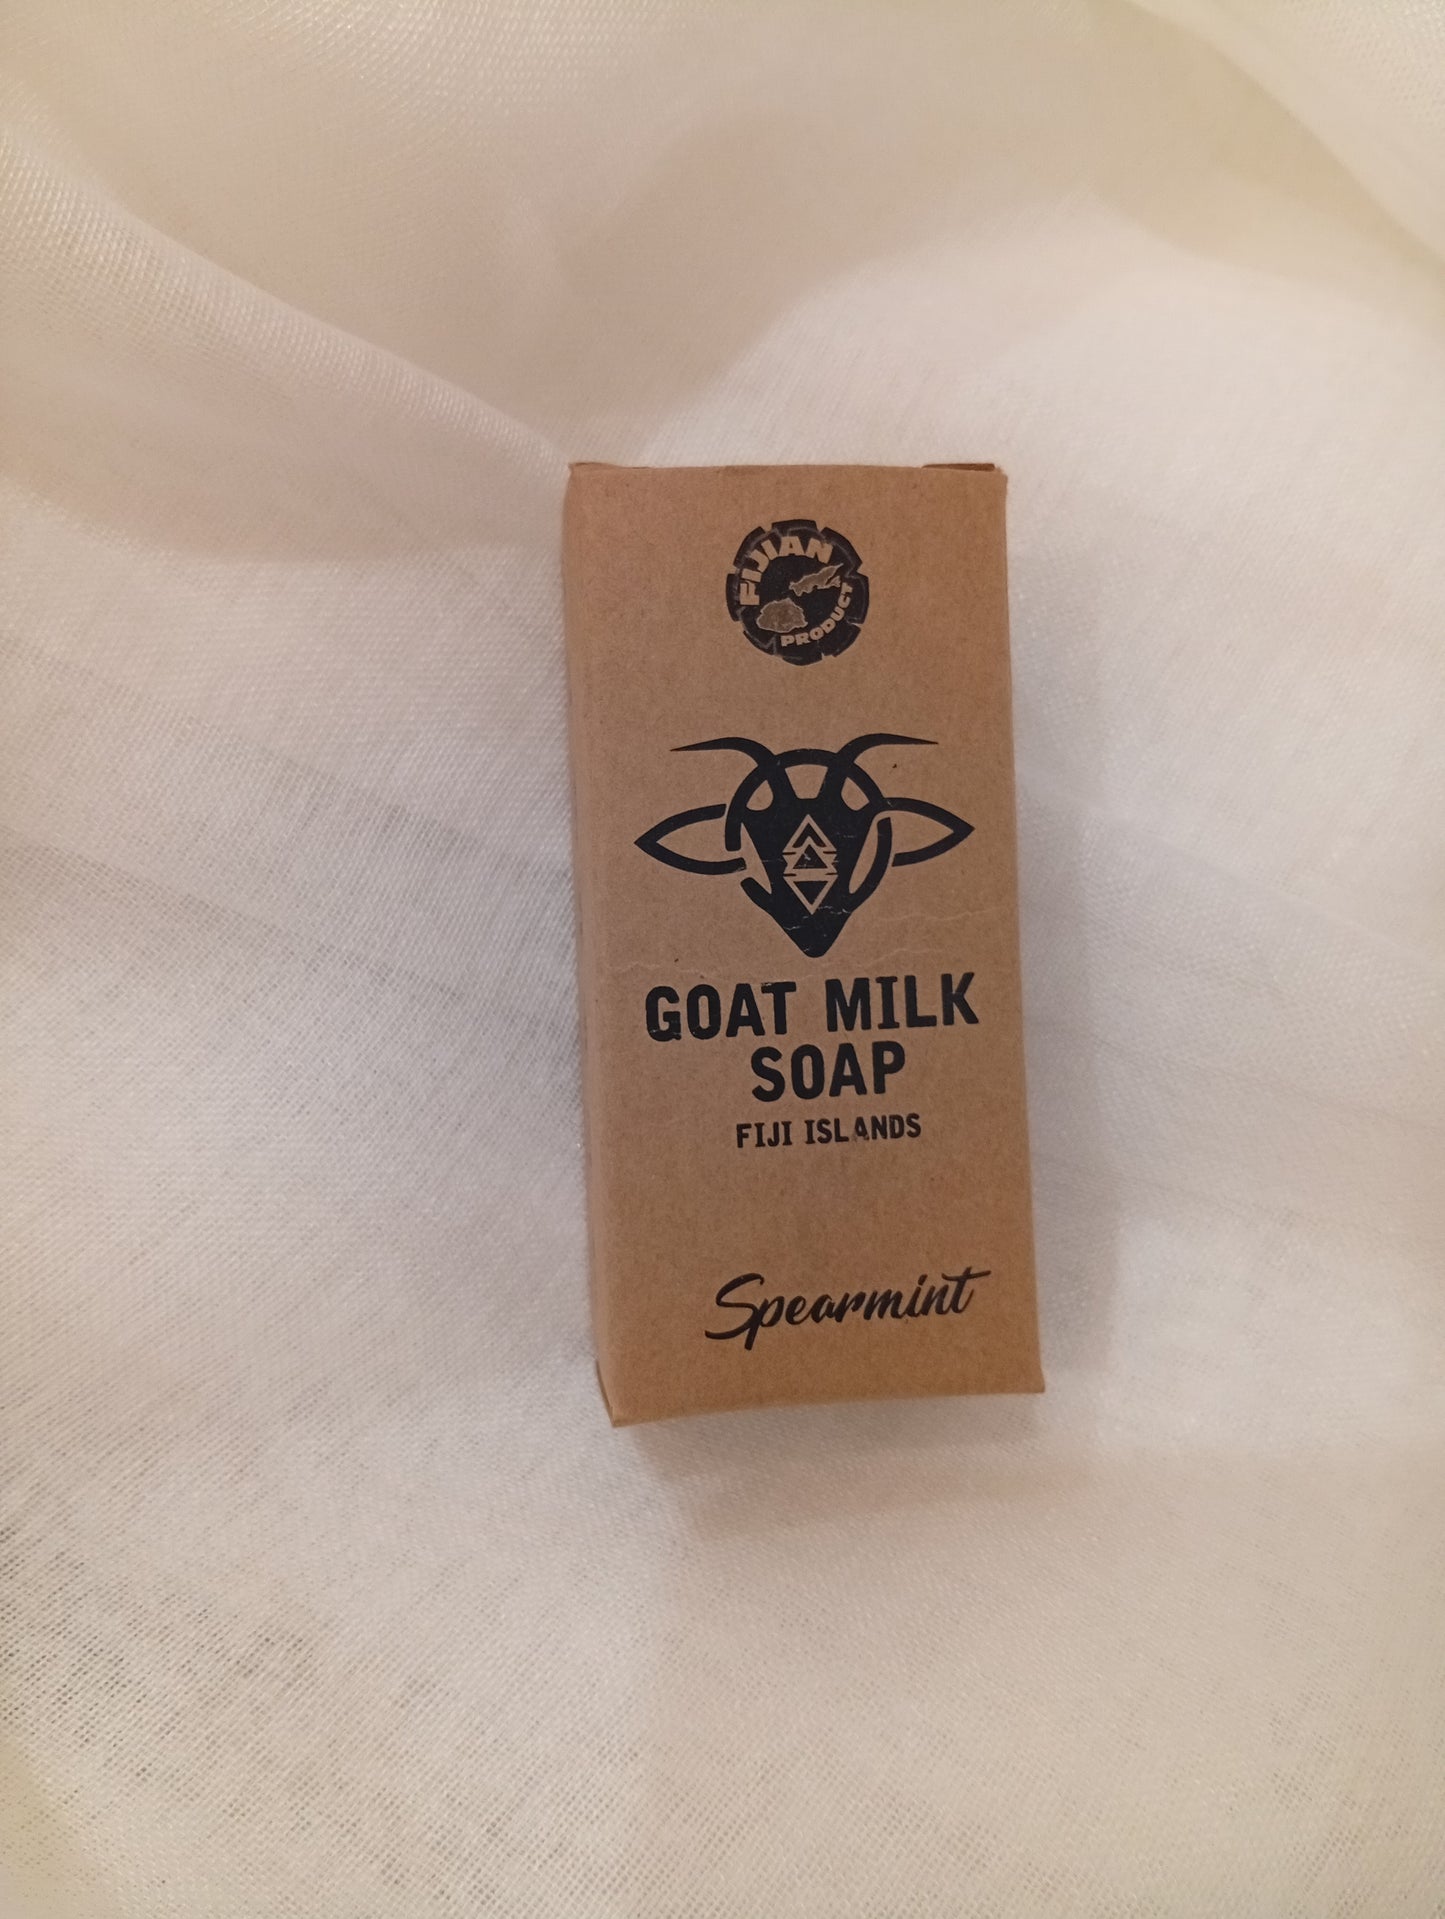 FIJIAN
PRODUCT
GOAT MILK
SOAP
FIJI ISLANDS
Spearmint